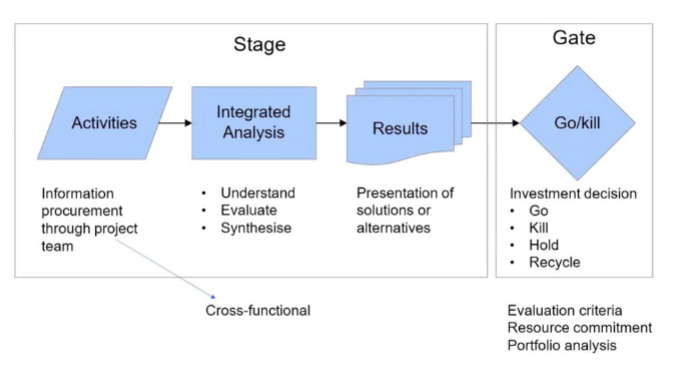 Stage
Gate
Activities
Integrated
Analysis
Results
Go/kill
Information
procurement
through project
team
• Understand
• Evaluate
• Synthesise
Presentation of
solutions or
alternatives
Investment decision
• Go
• Kill
• Hold
• Recycle
Cross-functional
Evaluation criteria
Resource commitment
Portfolio analysis